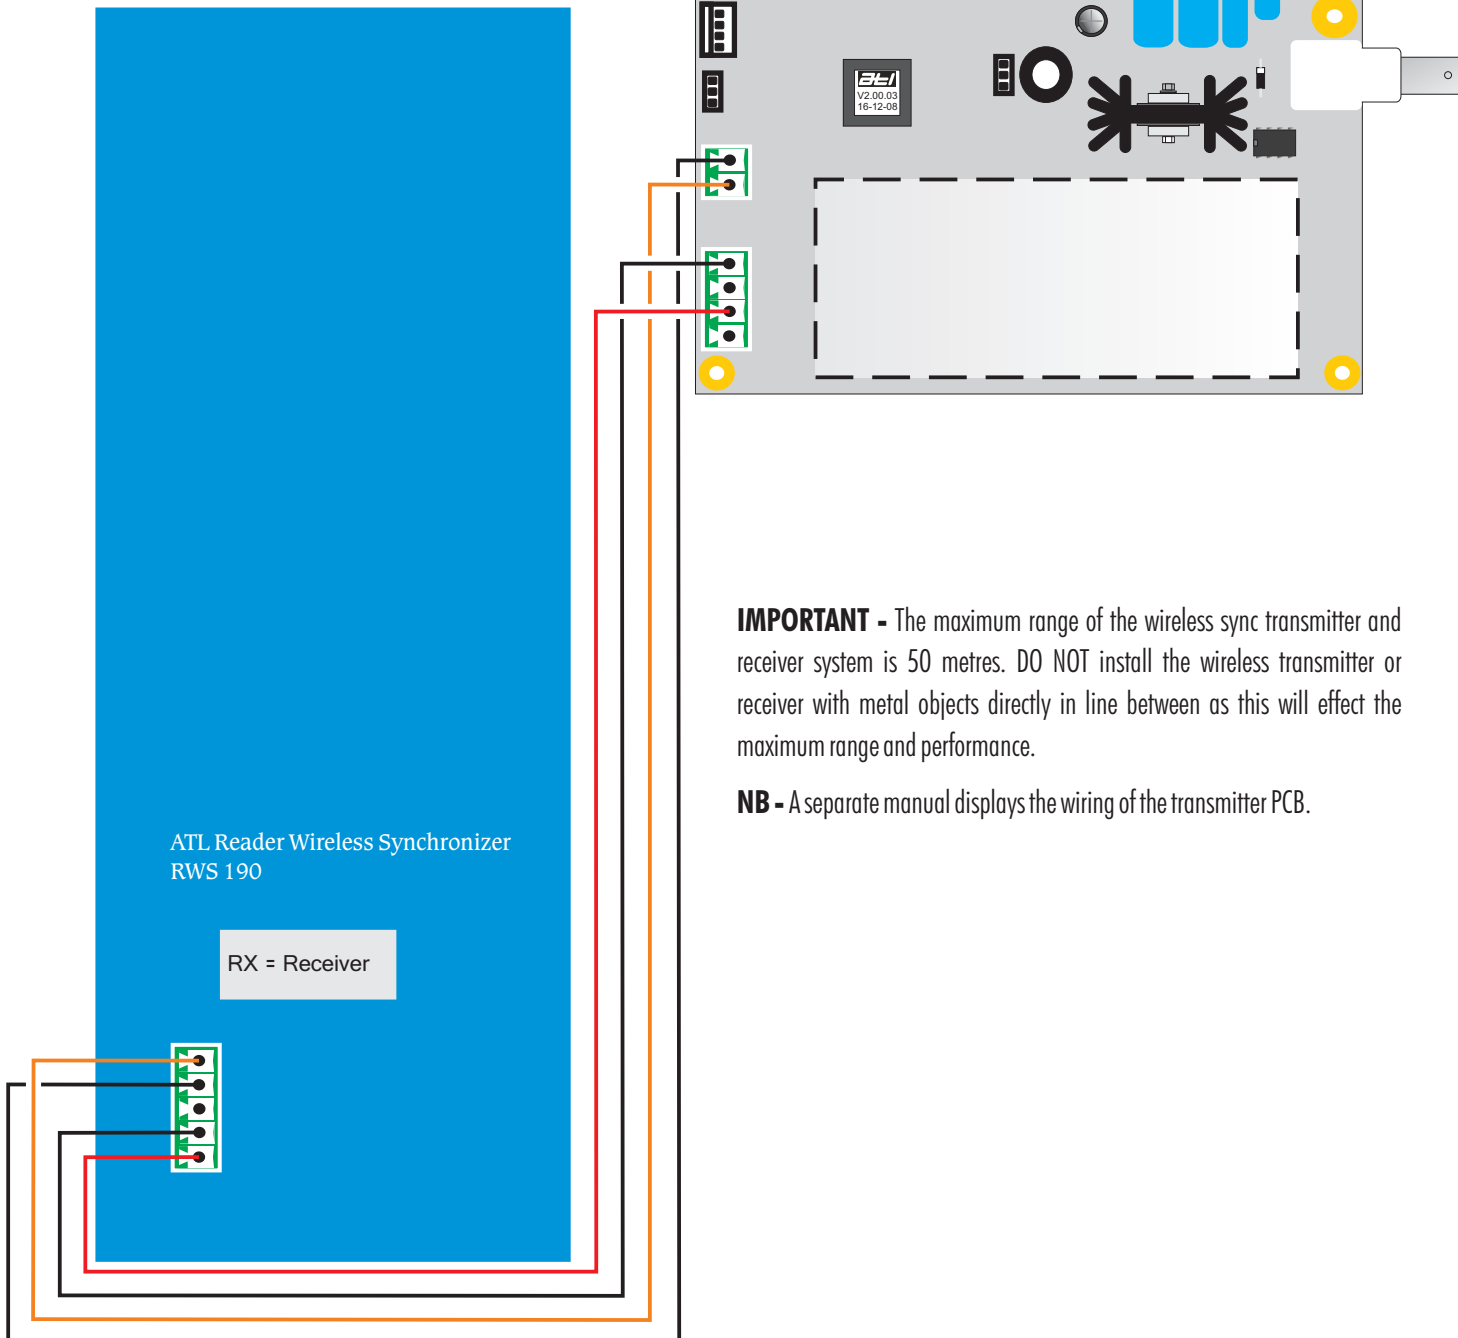 atl
V2.00.03
16-12-08
IMPORTANT - The maximum range of the wireless sync transmitter and
receiver system is 50 metres. DO NOT install the wireless transmitter or
receiver with metal objects directly in line between as this will effect the
maximum range and performance.
NB - A separate manual displays the wiring of the transmitter PCB.
ATL Reader Wireless Synchronizer
RWS 190
RX = Receiver